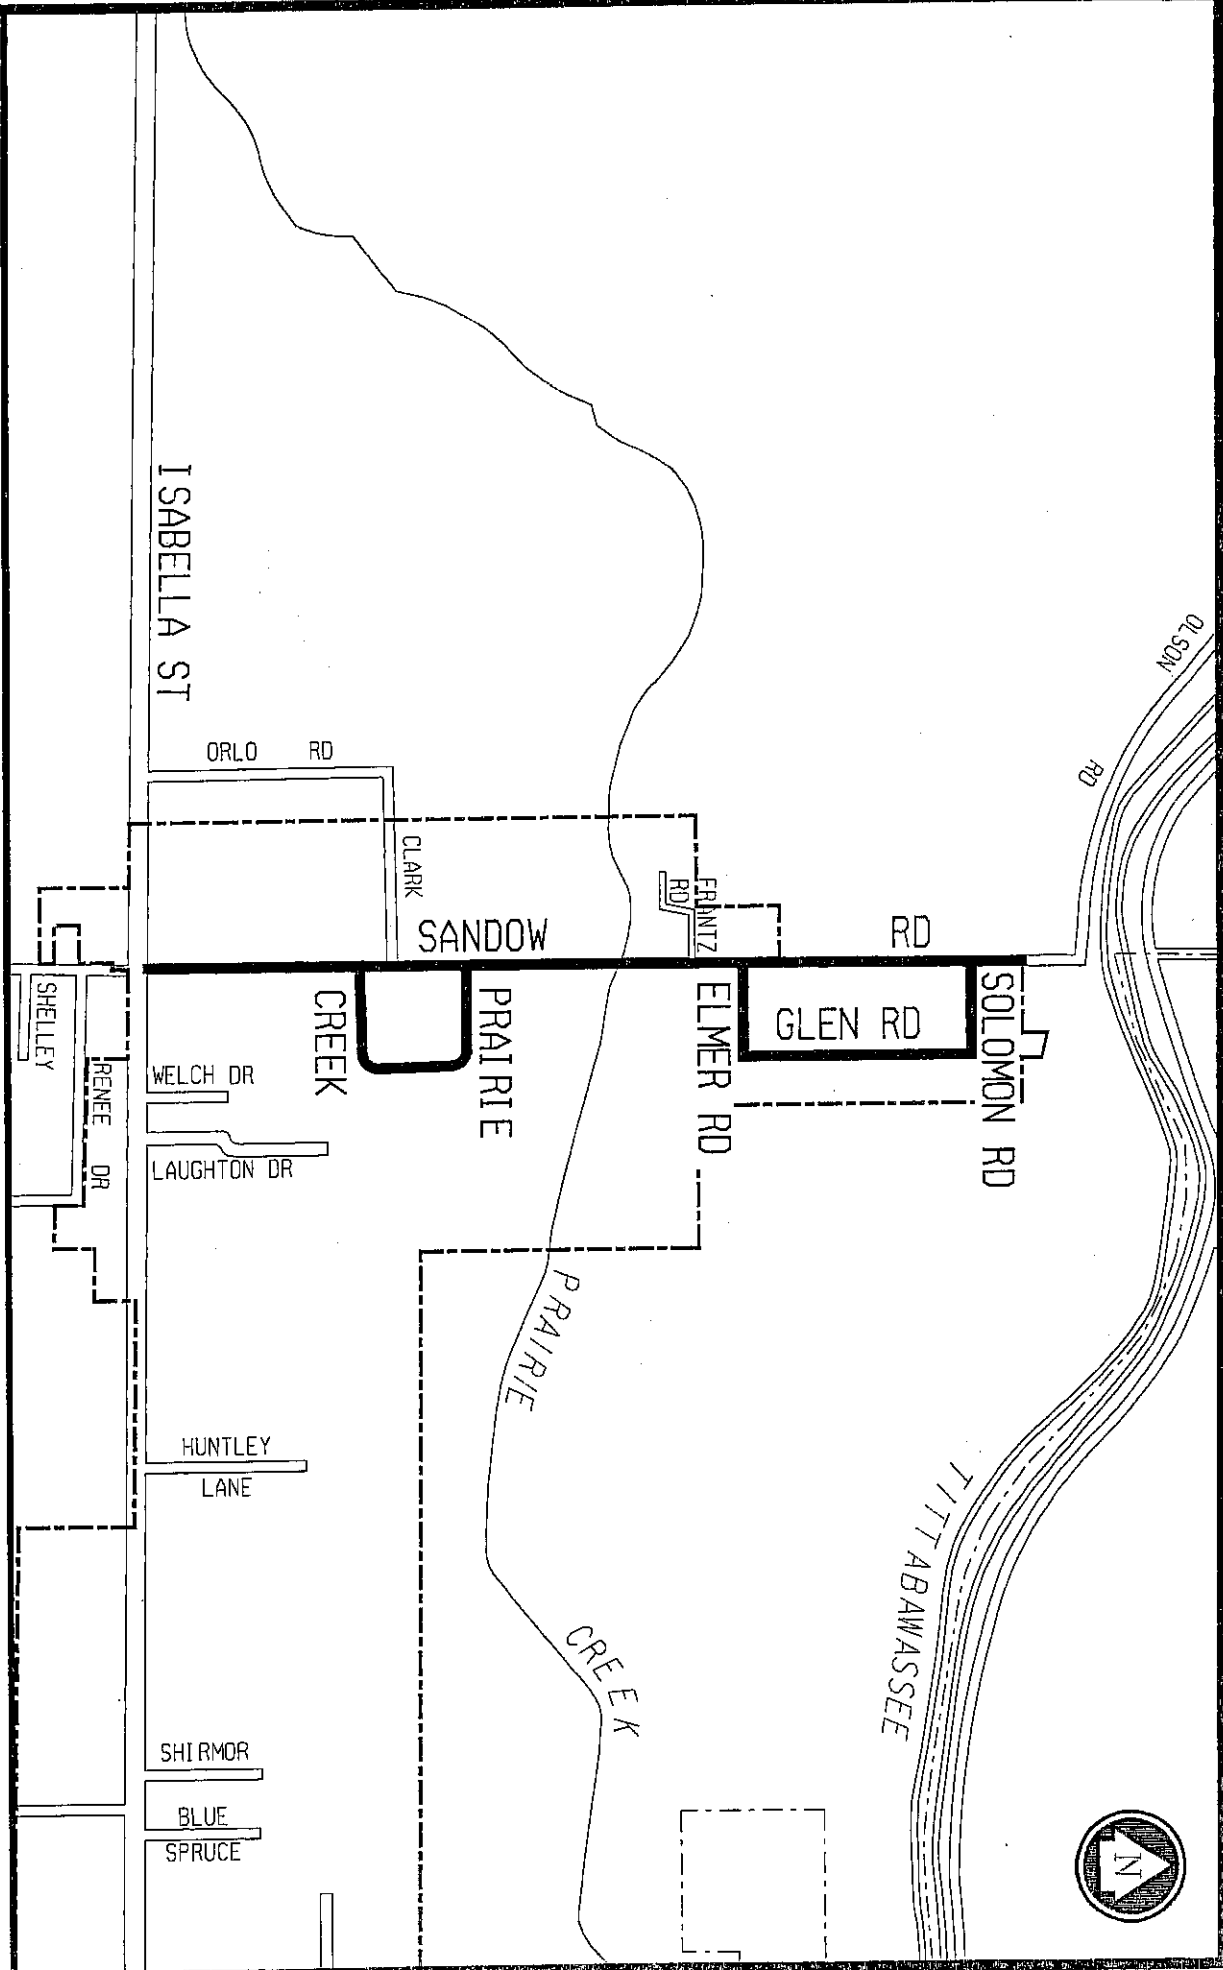 OLSON
RD
ISABELLA ST
ORLO RD
CLARK
FRANTZ
RD
SANDOW RD
CREEK
PRAIRIE
ELMER RD
GLEN RD
SOLOMON RD
SHELLEY
RENEE DR
WELCH DR
LAUGHTON DR
PRAIRIE
CREEK
HUNTLEY
LANE
TITTABAWASSEE
SHIRMOR
BLUE
SPRUCE
N